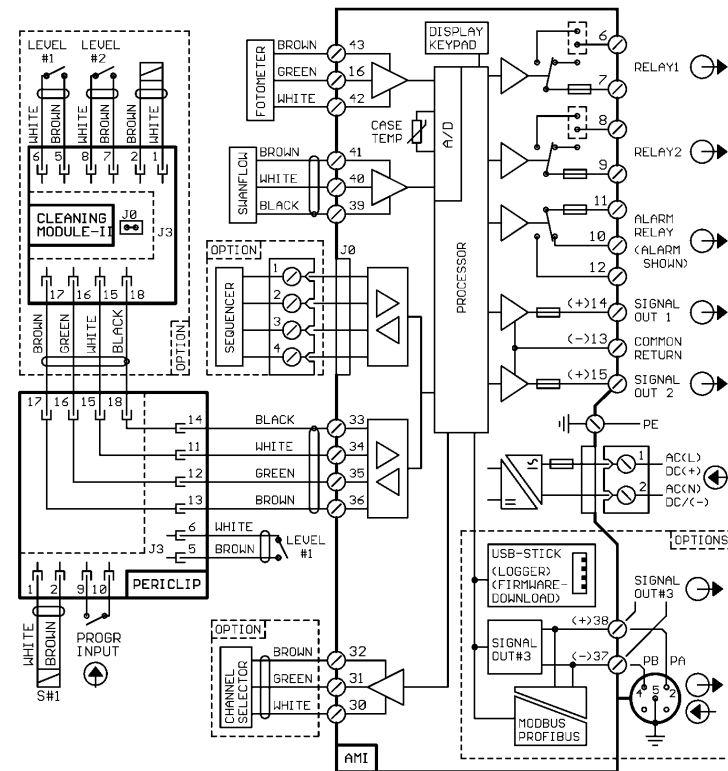 LEVEL
#1
LEVEL
#2
WHITE
BROWN
WHITE
BROWN
BROWN
WHITE
6 5 8 7 2 1
CLEANING
MODULE-II
J0
J3
17 16 15 18
BROWN
GREEN
WHITE
BLACK
OPTION
17 16 15 18
14
11
12
13
6
5
J3
1 2 9 10
PERICLIP
WHITE
BROWN
S#1
PROGR
INPUT
BLACK
WHITE
GREEN
BROWN
33
34
35
36
WHITE
BROWN
LEVEL
#1
FOTOMETER
BROWN
GREEN
WHITE
43
16
42
SWANFLOW
BROWN
WHITE
BLACK
41
40
39
OPTION
SEQUENCER
1
2
3
4
J0
OPTION
CHANNEL
SELECTOR
BROWN
GREEN
WHITE
32
31
30
AMI
DISPLAY
KEYPAD
CASE
TEMP
A/D
PROCESSOR
6
7
RELAY1
8
9
RELAY2
11
10
12
ALARM
RELAY
(ALARM
SHOWN)
(+)14
SIGNAL
OUT 1
(-)13
COMMON
RETURN
(+)15
SIGNAL
OUT 2
PE
1
AC(L)
DC(+)
2
AC(N)
DC/(-)
OPTIONS
USB-STICK
(LOGGER)
(FIRMWARE-
DOWNLOAD)
SIGNAL
OUT#3
(+)38
SIGNAL
OUT#3
(-)37
PB PA
4 5 2
MODBUS
PROFIBUS